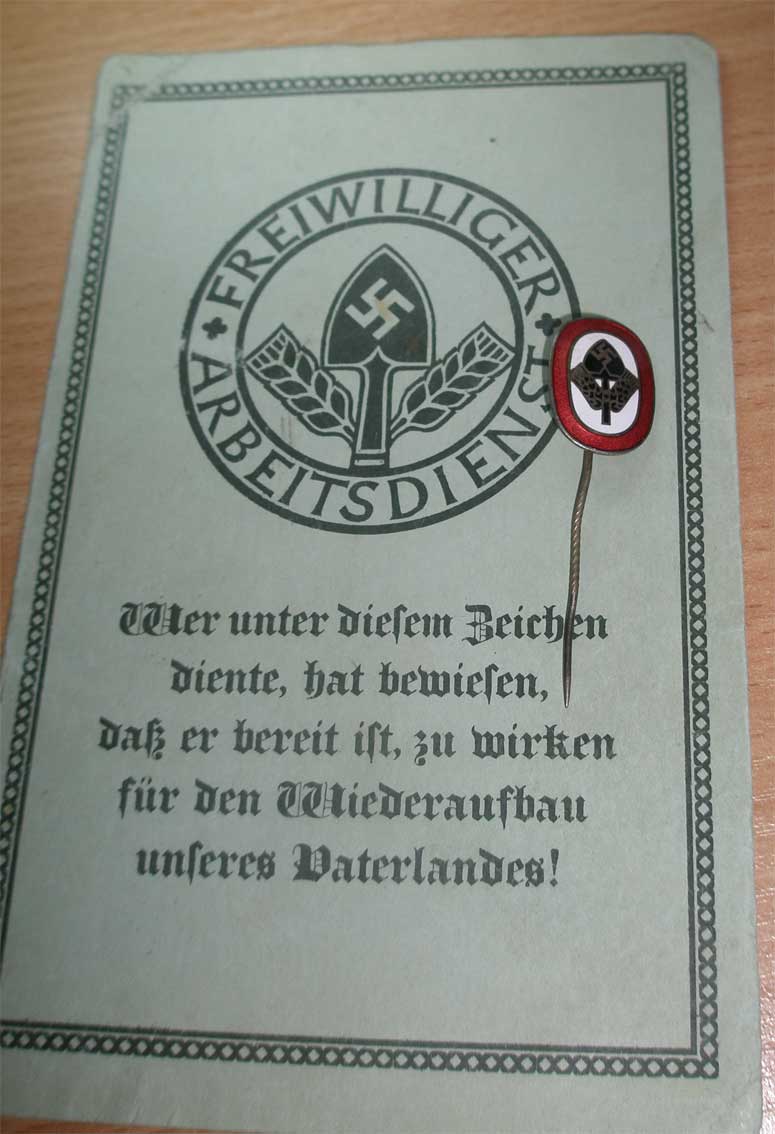 FREIWILLIGER
ARBEITSDIENST
Wer unter diesem Zeichen
diente, hat bewiesen,
daß er bereit ist, zu wirken
für den Wiederaufbau
unseres Vaterlandes!